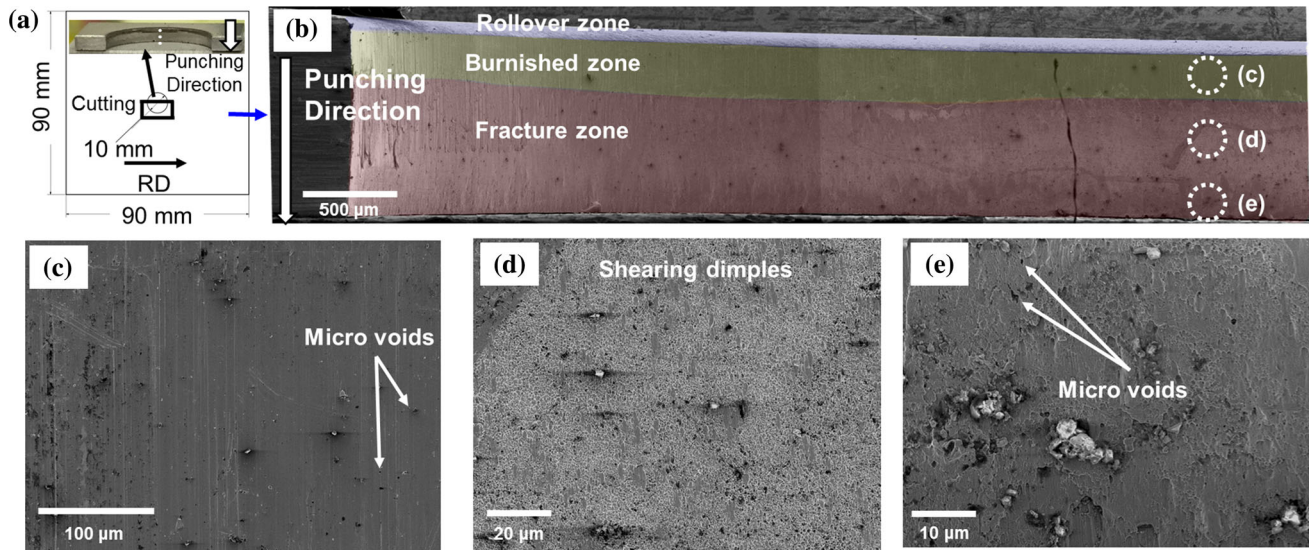 (a)
Punching
Direction
Cutting
10 mm
RD
90 mm
90 mm
(b)
Rollover zone
Burnished zone
Punching
Direction
Fracture zone
500 µm
(c)
(d)
(e)
(c)
Micro voids
100 µm
(d)
Shearing dimples
20 µm
(e)
Micro voids
10 µm